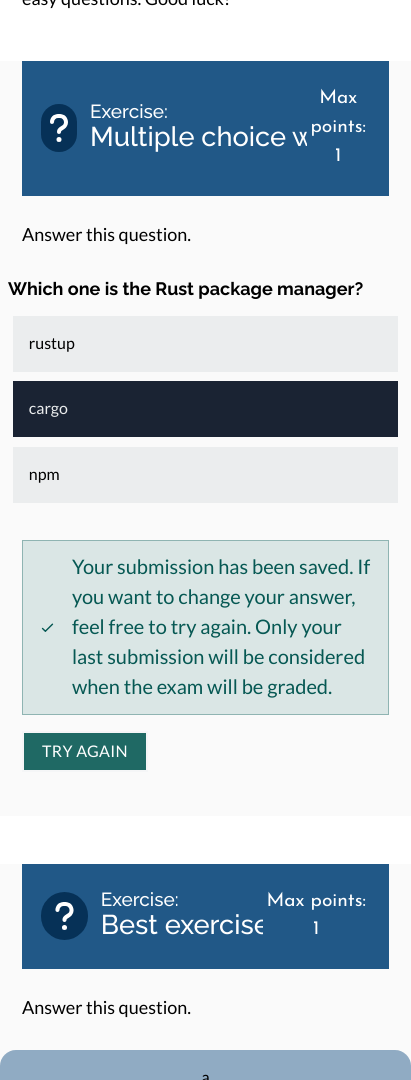 easy questions. Good luck!
?
Exercise:
Multiple choice w
Max
points:
1
Answer this question.
Which one is the Rust package manager?
rustup
cargo
npm
Your submission has been saved. If
you want to change your answer,
feel free to try again. Only your
last submission will be considered
when the exam will be graded.
TRY AGAIN
?
Exercise:
Best exercise
Max points:
1
Answer this question.
a